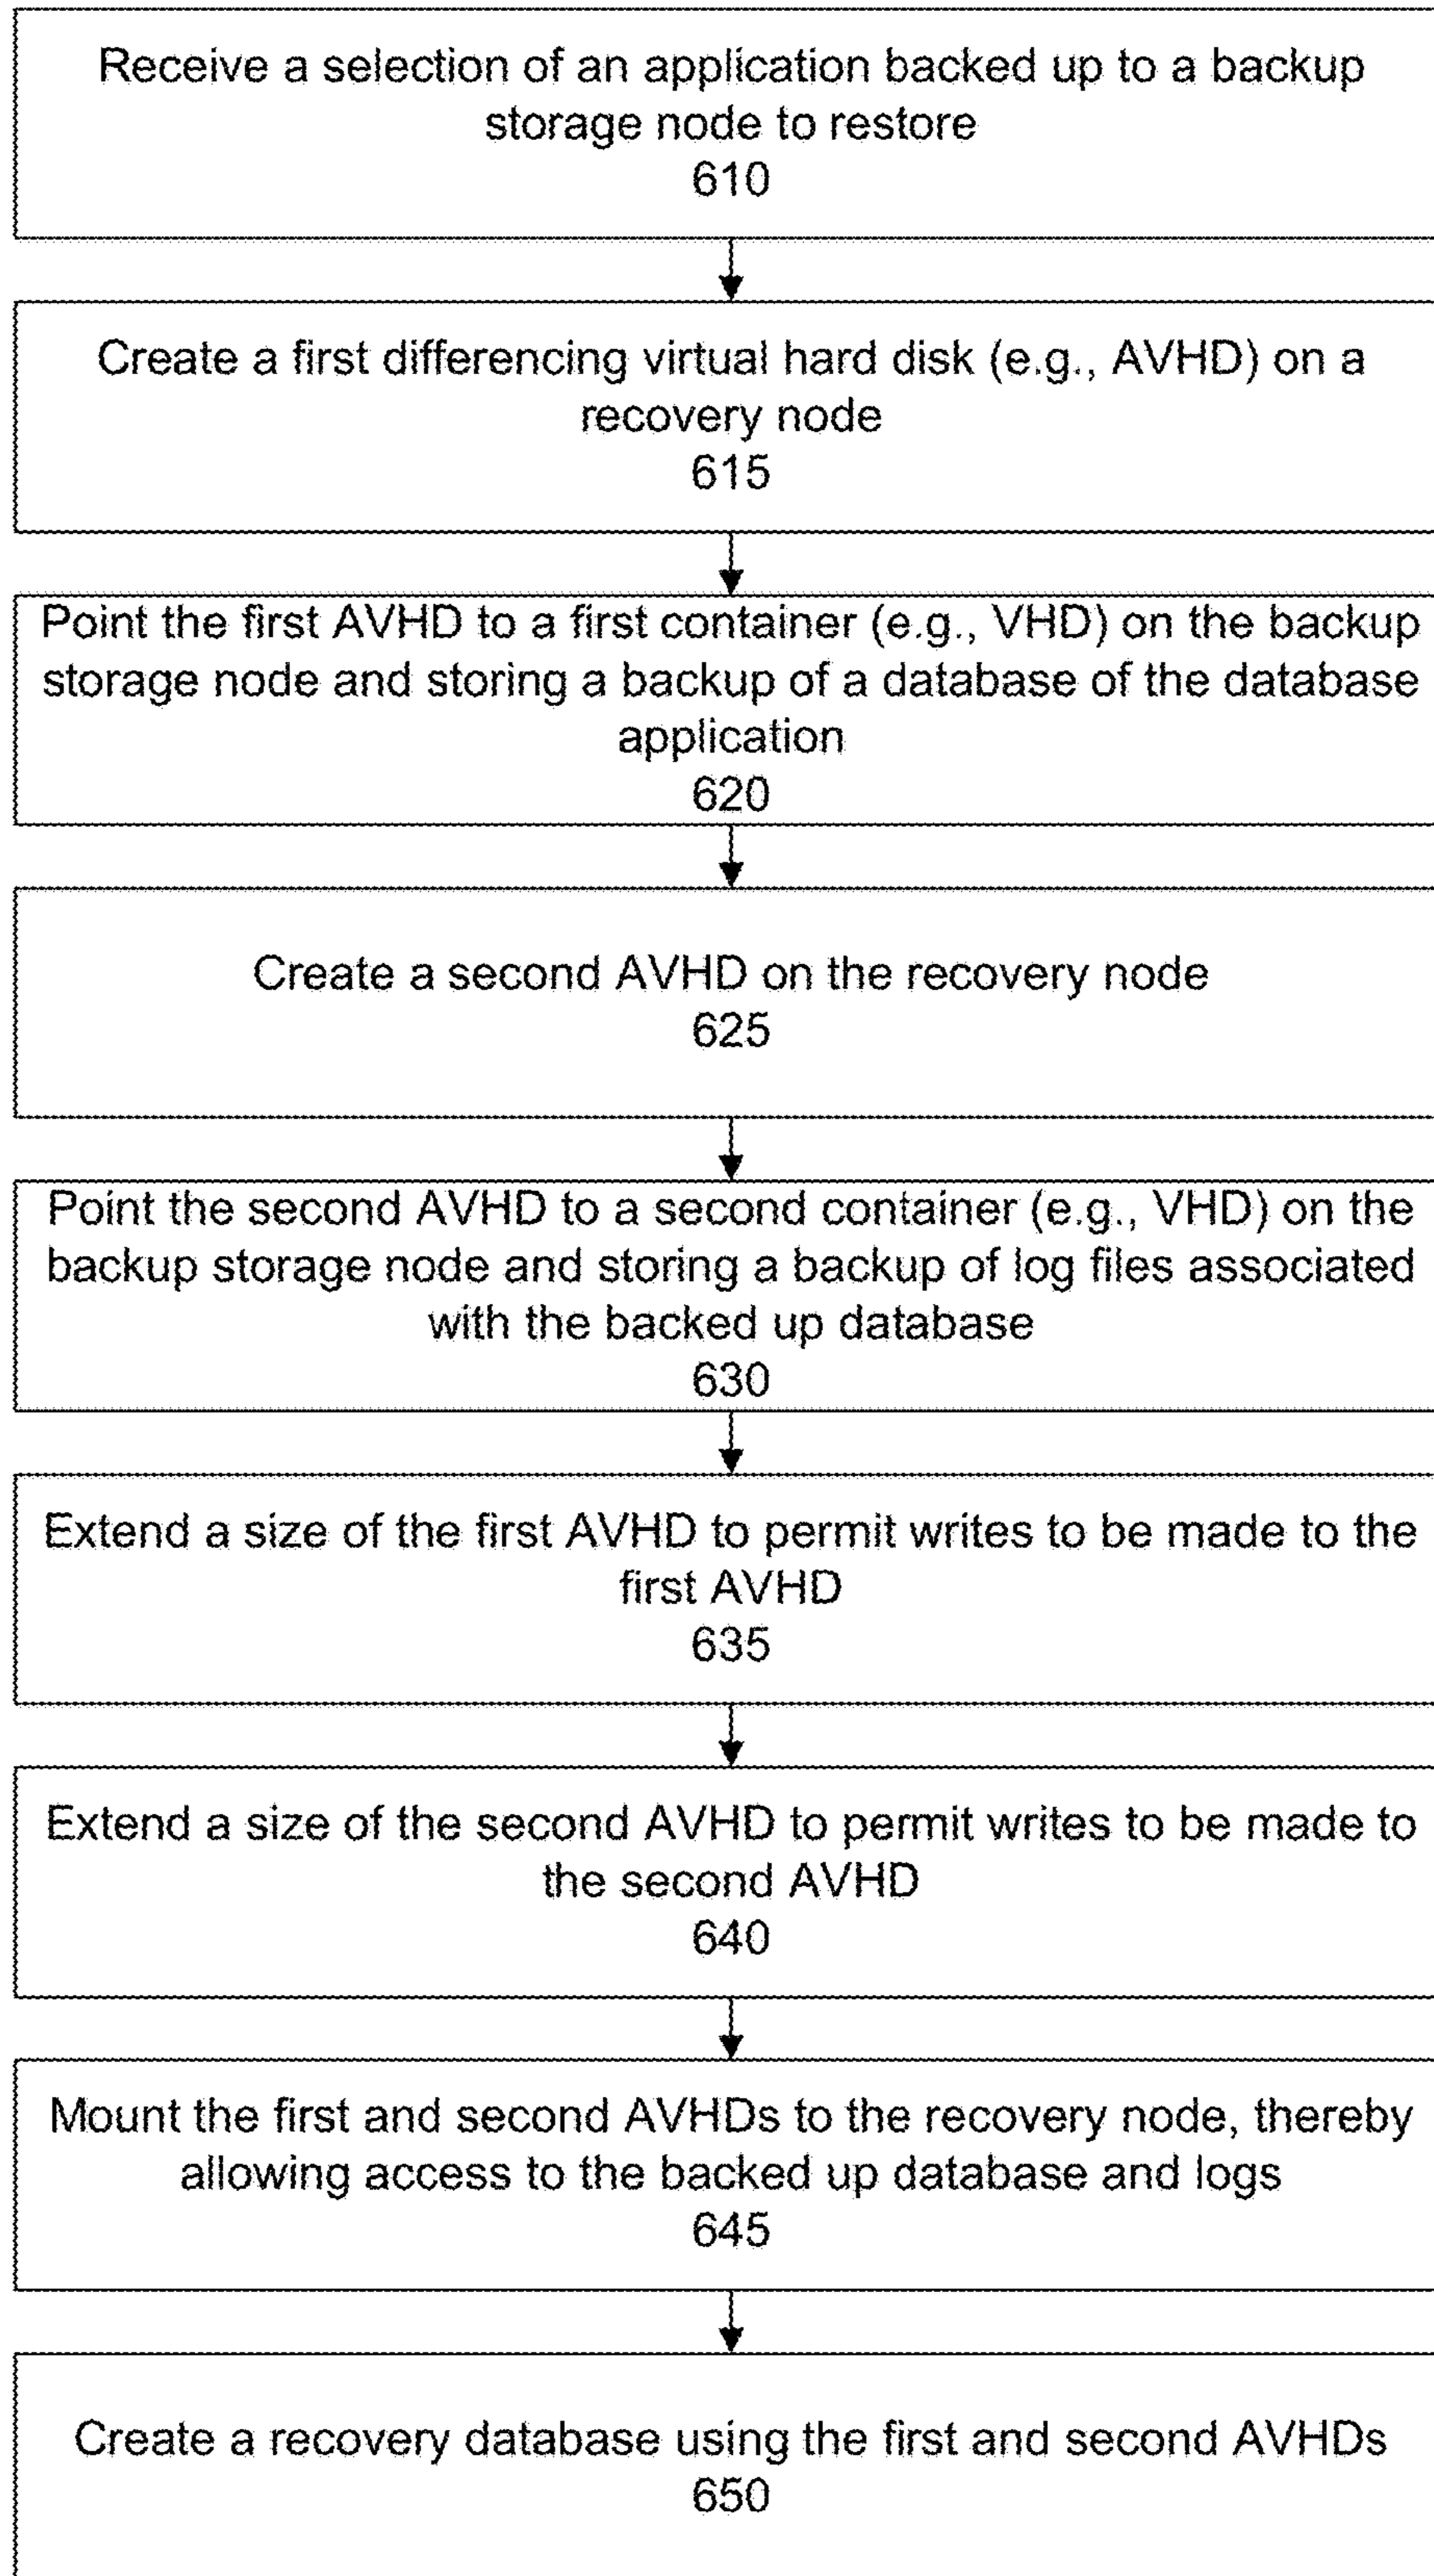 Receive a selection of an application backed up to a backup
storage node to restore
610
Create a first differencing virtual hard disk (e.g., AVHD) on a
recovery node
615
Point the first AVHD to a first container (e.g., VHD) on the backup
storage node and storing a backup of a database of the database
application
620
Create a second AVHD on the recovery node
625
Point the second AVHD to a second container (e.g., VHD) on the
backup storage node and storing a backup of log files associated
with the backed up database
630
Extend a size of the first AVHD to permit writes to be made to the
first AVHD
635
Extend a size of the second AVHD to permit writes to be made to
the second AVHD
640
Mount the first and second AVHDs to the recovery node, thereby
allowing access to the backed up database and logs
645
Create a recovery database using the first and second AVHDs
650